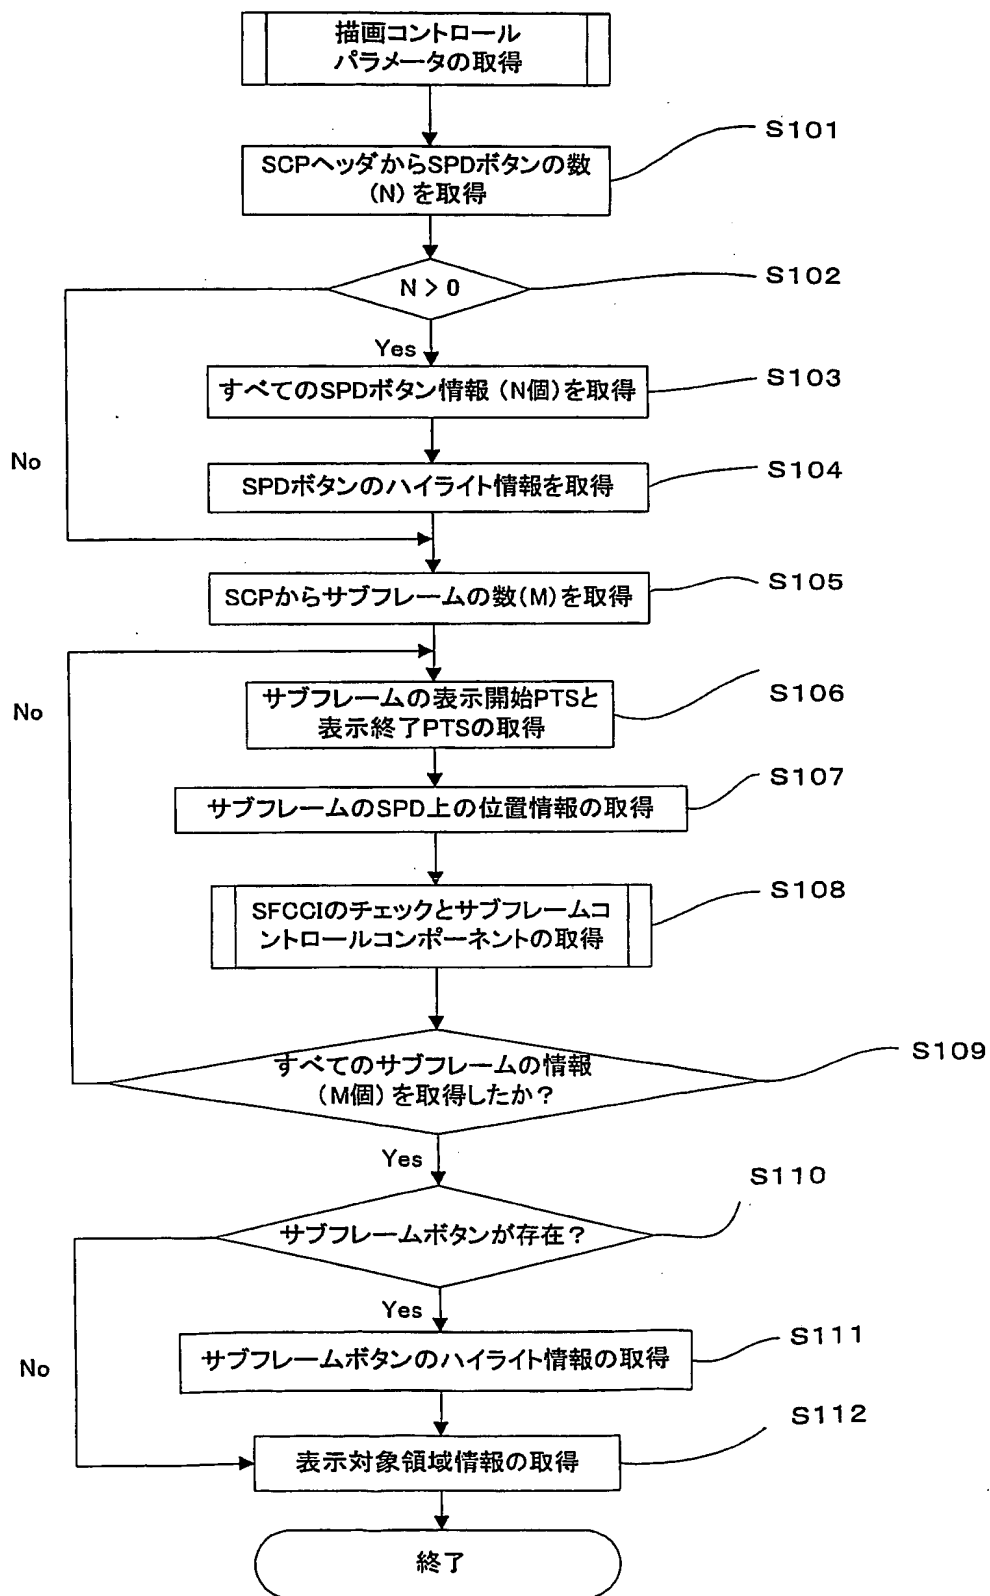 描画コントロール
パラメータの取得
S101
SCPヘッダからSPDボタンの数
(N)を取得
S102
N > 0
Yes
S103
すべてのSPDボタン情報(N個)を取得
No
S104
SPDボタンのハイライト情報を取得
S105
SCPからサブフレームの数(M)を取得
S106
サブフレームの表示開始PTSと
表示終了PTSの取得
No
S107
サブフレームのSPD上の位置情報の取得
S108
SFCCIのチェックとサブフレームコ
ントロールコンポーネントの取得
S109
すべてのサブフレームの情報
(M個)を取得したか?
Yes
S110
サブフレームボタンが存在?
Yes
S111
サブフレームボタンのハイライト情報の取得
No
S112
表示対象領域情報の取得
終了